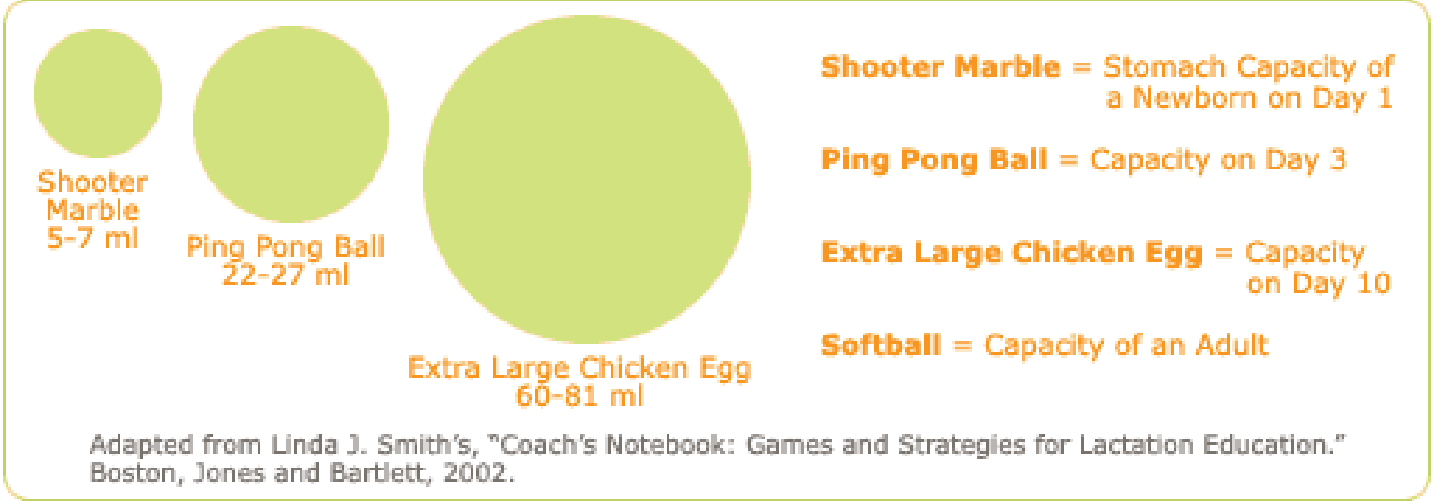 Shooter
Marble
5-7 ml
Ping Pong Ball
22-27 ml
Extra Large Chicken Egg
60-81 ml
Shooter Marble = Stomach Capacity of
a Newborn on Day 1
Ping Pong Ball = Capacity on Day 3
Extra Large Chicken Egg = Capacity
on Day 10
Softball = Capacity of an Adult
Adapted from Linda J. Smith's, "Coach's Notebook: Games and Strategies for Lactation Education."
Boston, Jones and Bartlett, 2002.